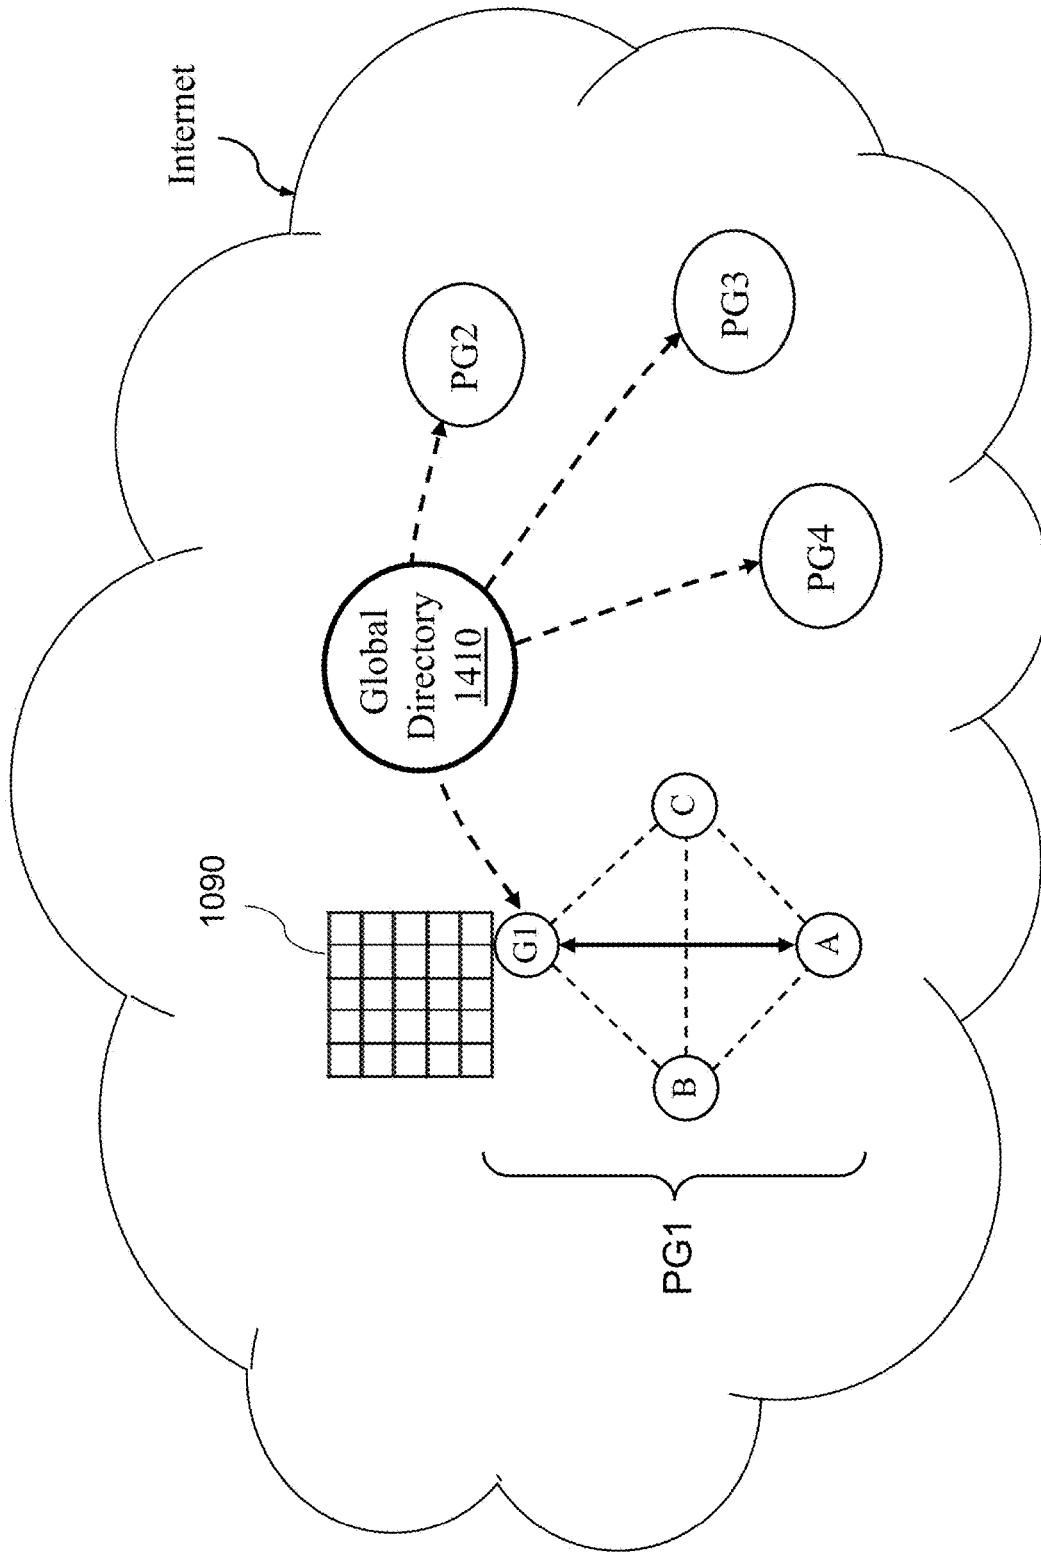 Internet
PG2
PG3
PG4
Global
Directory
1410
1090
G1
C
B
A
PG1